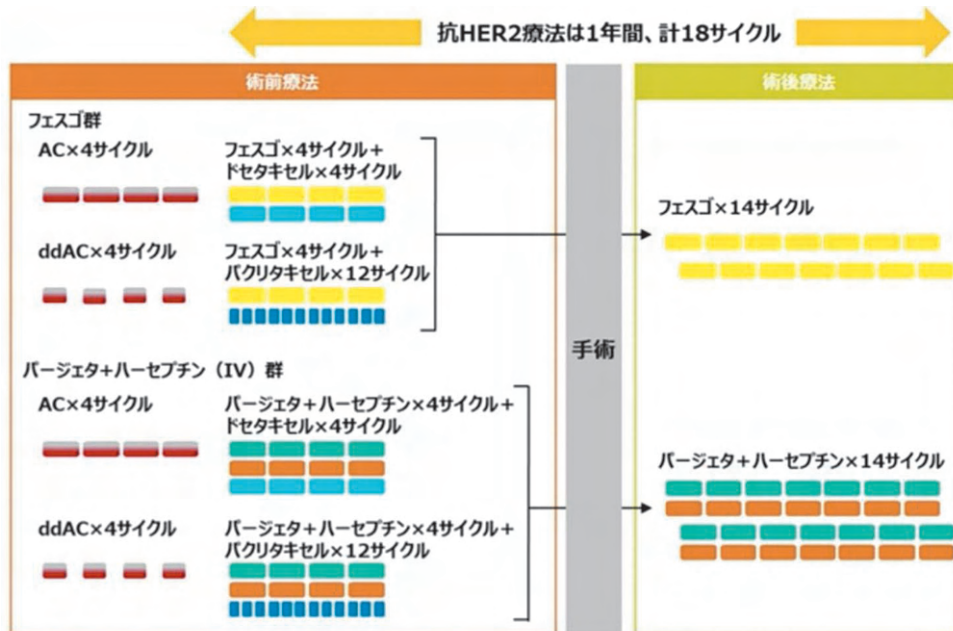 抗HER2療法は1年間、計18サイクル
術前療法
術後療法
フェスゴ群
AC×4サイクル
フェスゴ×4サイクル＋
ドセタキセル×4サイクル
ddAC×4サイクル
フェスゴ×4サイクル＋
パクリタキセル×12サイクル
手術
フェスゴ×14サイクル
パージェタ+ハーセプチン（IV）群
AC×4サイクル
パージェタ+ハーセプチン×4サイクル＋
ドセタキセル×4サイクル
ddAC×4サイクル
パージェタ+ハーセプチン×4サイクル＋
パクリタキセル×12サイクル
パージェタ+ハーセプチン×14サイクル